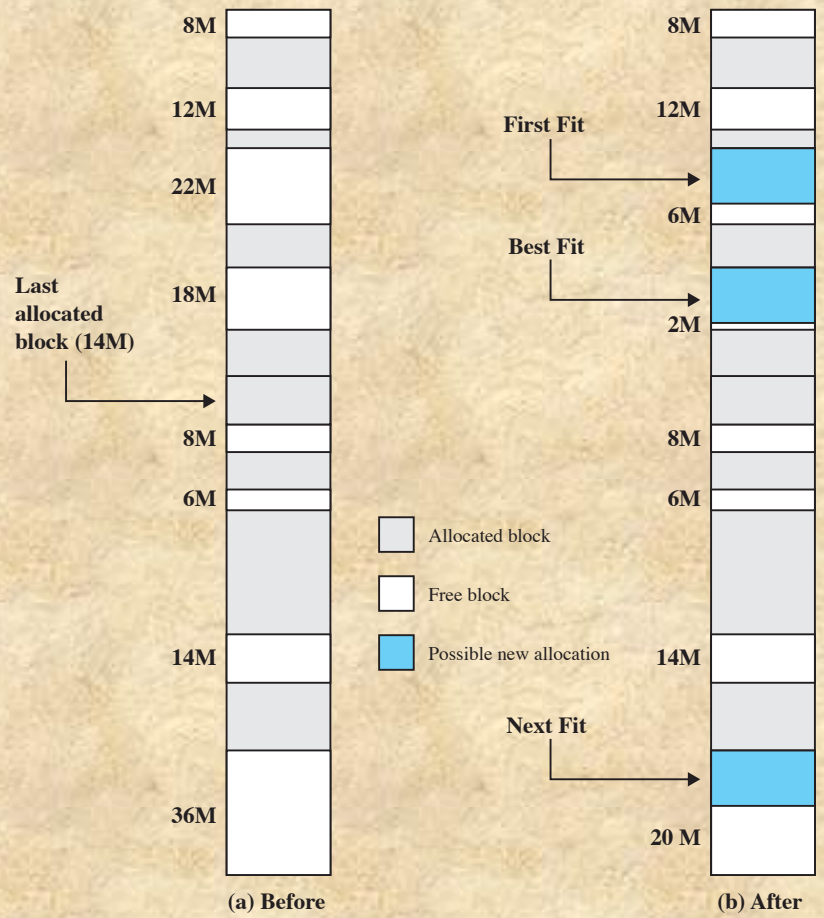 8M
12M
22M
18M
Last
allocated
block (14M)
8M
6M
14M
36M
(a) Before
Allocated block
Free block
Possible new allocation
8M
12M
First Fit
6M
Best Fit
2M
8M
6M
14M
Next Fit
20 M
(b) After